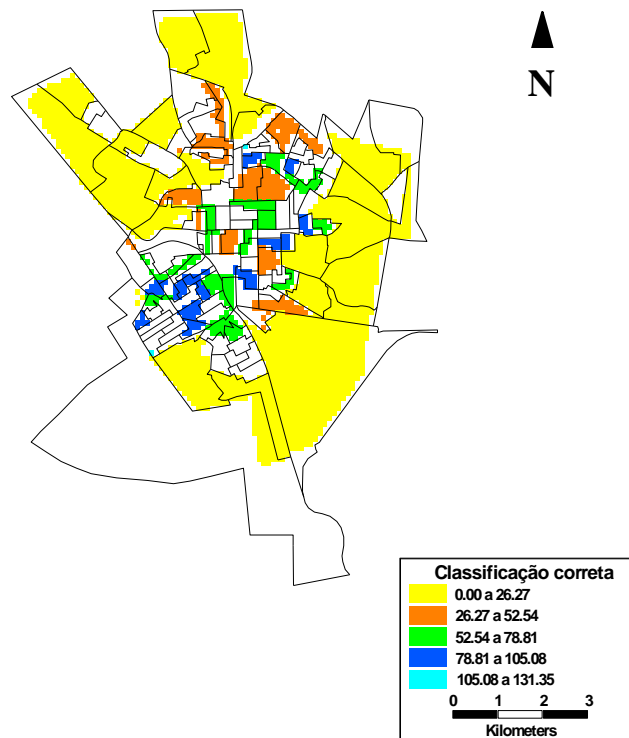 N
Classificação correta
0.00 a 26.27
26.27 a 52.54
52.54 a 78.81
78.81 a 105.08
105.08 a 131.35
0 1 2 3
Kilometers